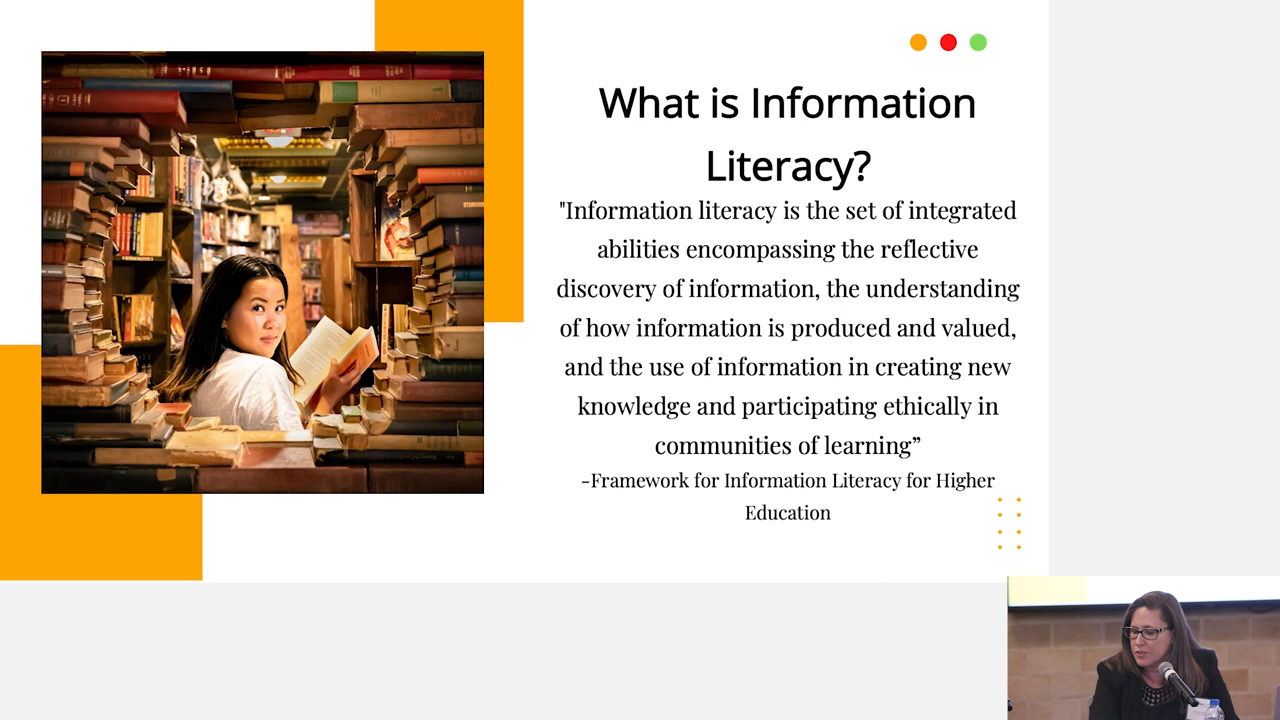 What is Information
Literacy?
"Information literacy is the set of integrated
abilities encompassing the reflective
discovery of information, the understanding
of how information is produced and valued,
and the use of information in creating new
knowledge and participating ethically in
communities of learning”
-Framework for Information Literacy for Higher
Education